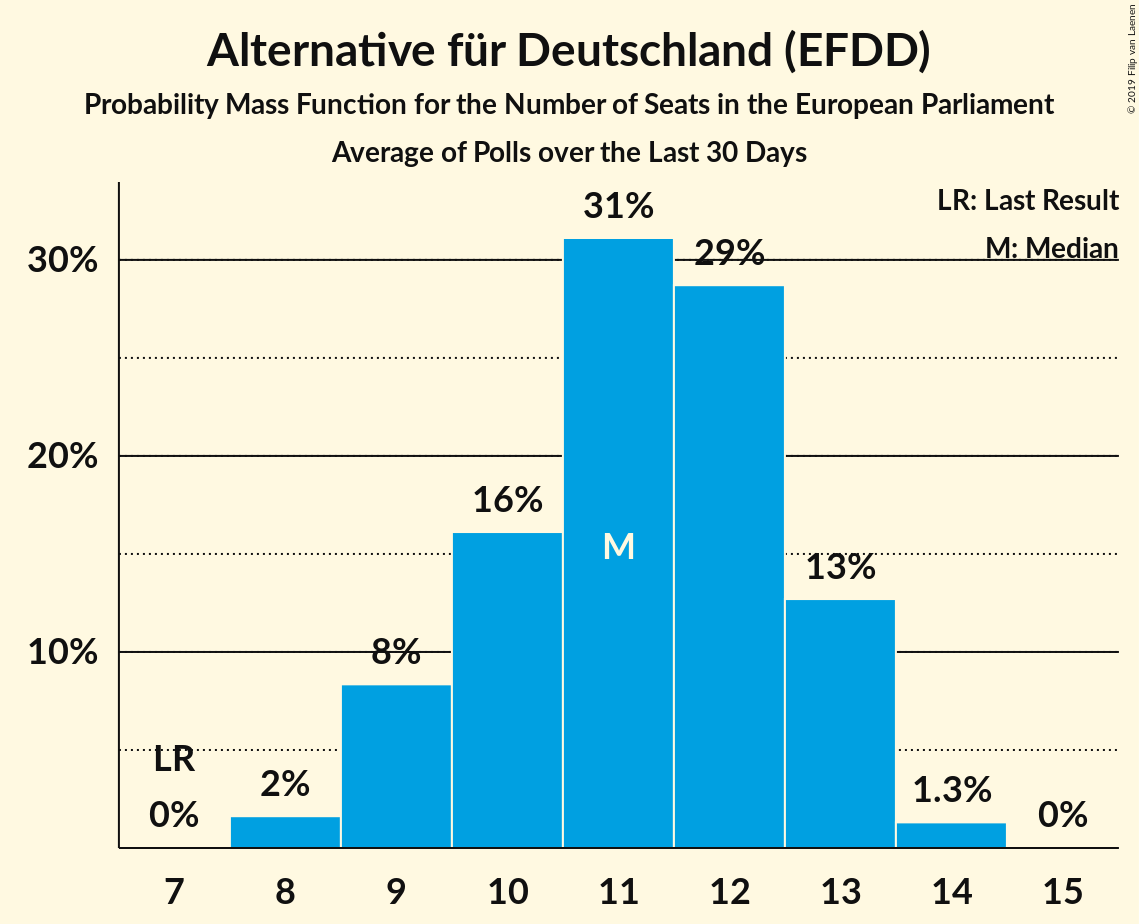 Alternative für Deutschland (EFDD)
Probability Mass Function for the Number of Seats in the European Parliament
Average of Polls over the Last 30 Days
© 2019 Filip van Laenen
LR: Last Result
M: Median
31%
29%
30%
20%
16%
M
13%
10%
8%
LR
2%
1.3%
0%
0%
7 8 9 10 11 12 13 14 15